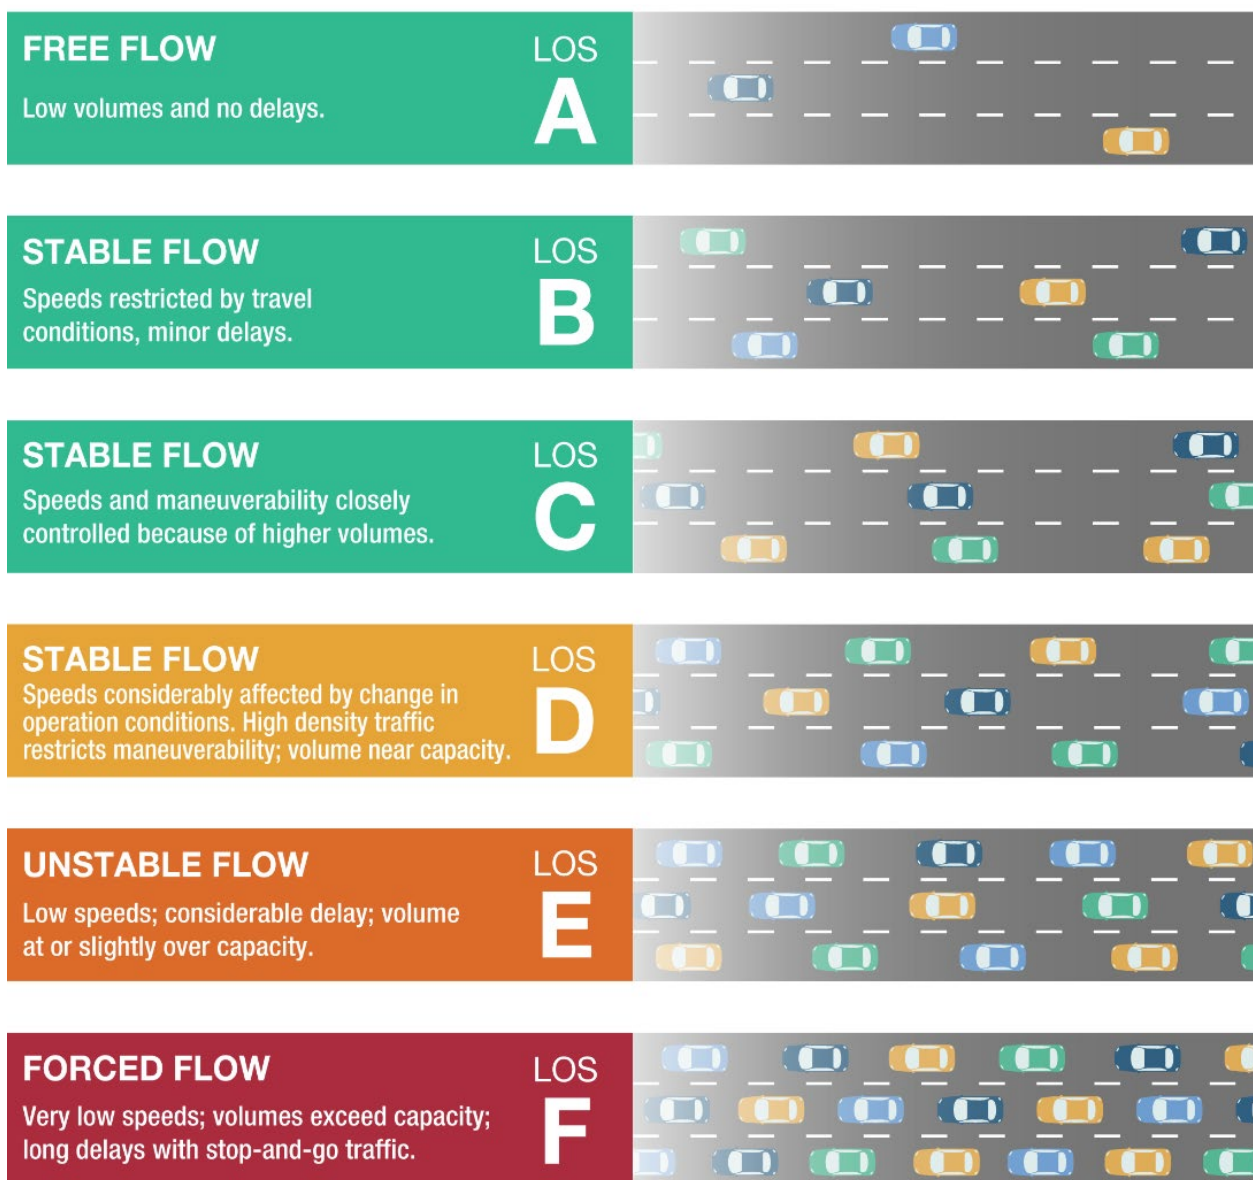 FREE FLOW
LOS
A
Low volumes and no delays.
STABLE FLOW
LOS
B
Speeds restricted by travel
conditions, minor delays.
STABLE FLOW
LOS
C
Speeds and maneuverability closely
controlled because of higher volumes.
STABLE FLOW
LOS
D
Speeds considerably affected by change in
operation conditions. High density traffic
restricts maneuverability; volume near capacity.
UNSTABLE FLOW
LOS
E
Low speeds; considerable delay; volume
at or slightly over capacity.
FORCED FLOW
LOS
F
Very low speeds; volumes exceed capacity;
long delays with stop-and-go traffic.